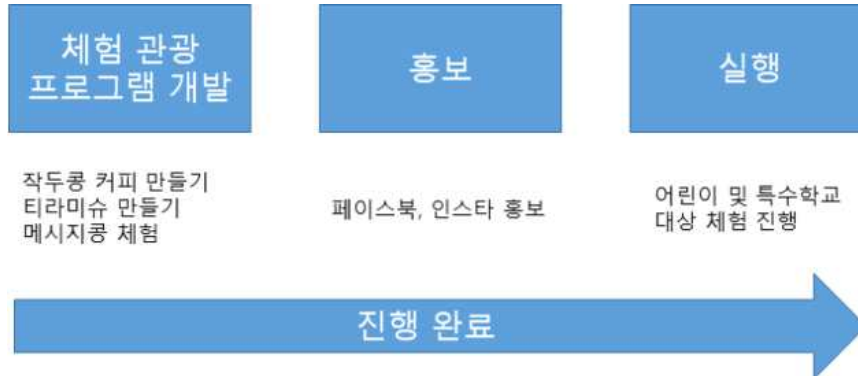 체험 관광
프로그램 개발
홍보
실행
작두콩 커피 만들기
티라미슈 만들기
메시지콩 체험
페이스북, 인스타 홍보
어린이 및 특수학교
대상 체험 진행
진행 완료